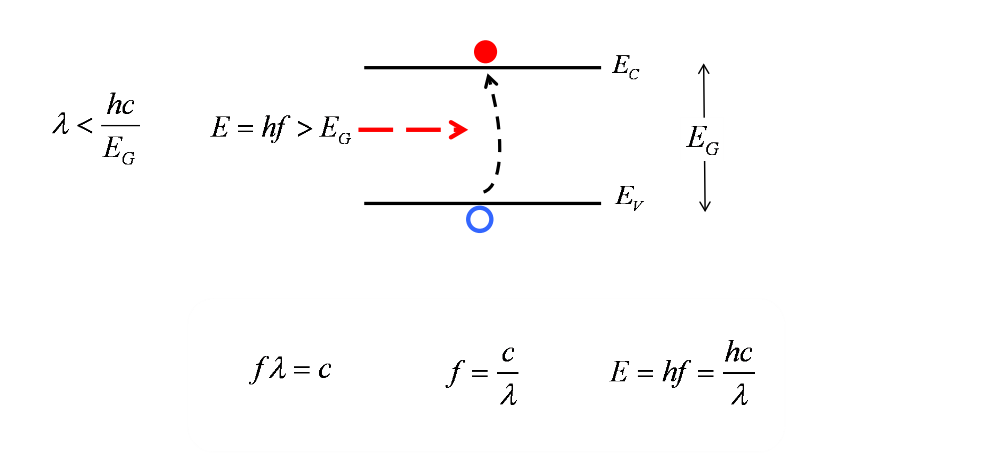 E_C
λ < hc/E_G
E = hf > E_G
E_G
E_V
fλ = c
f = c/λ
E = hf = hc/λ